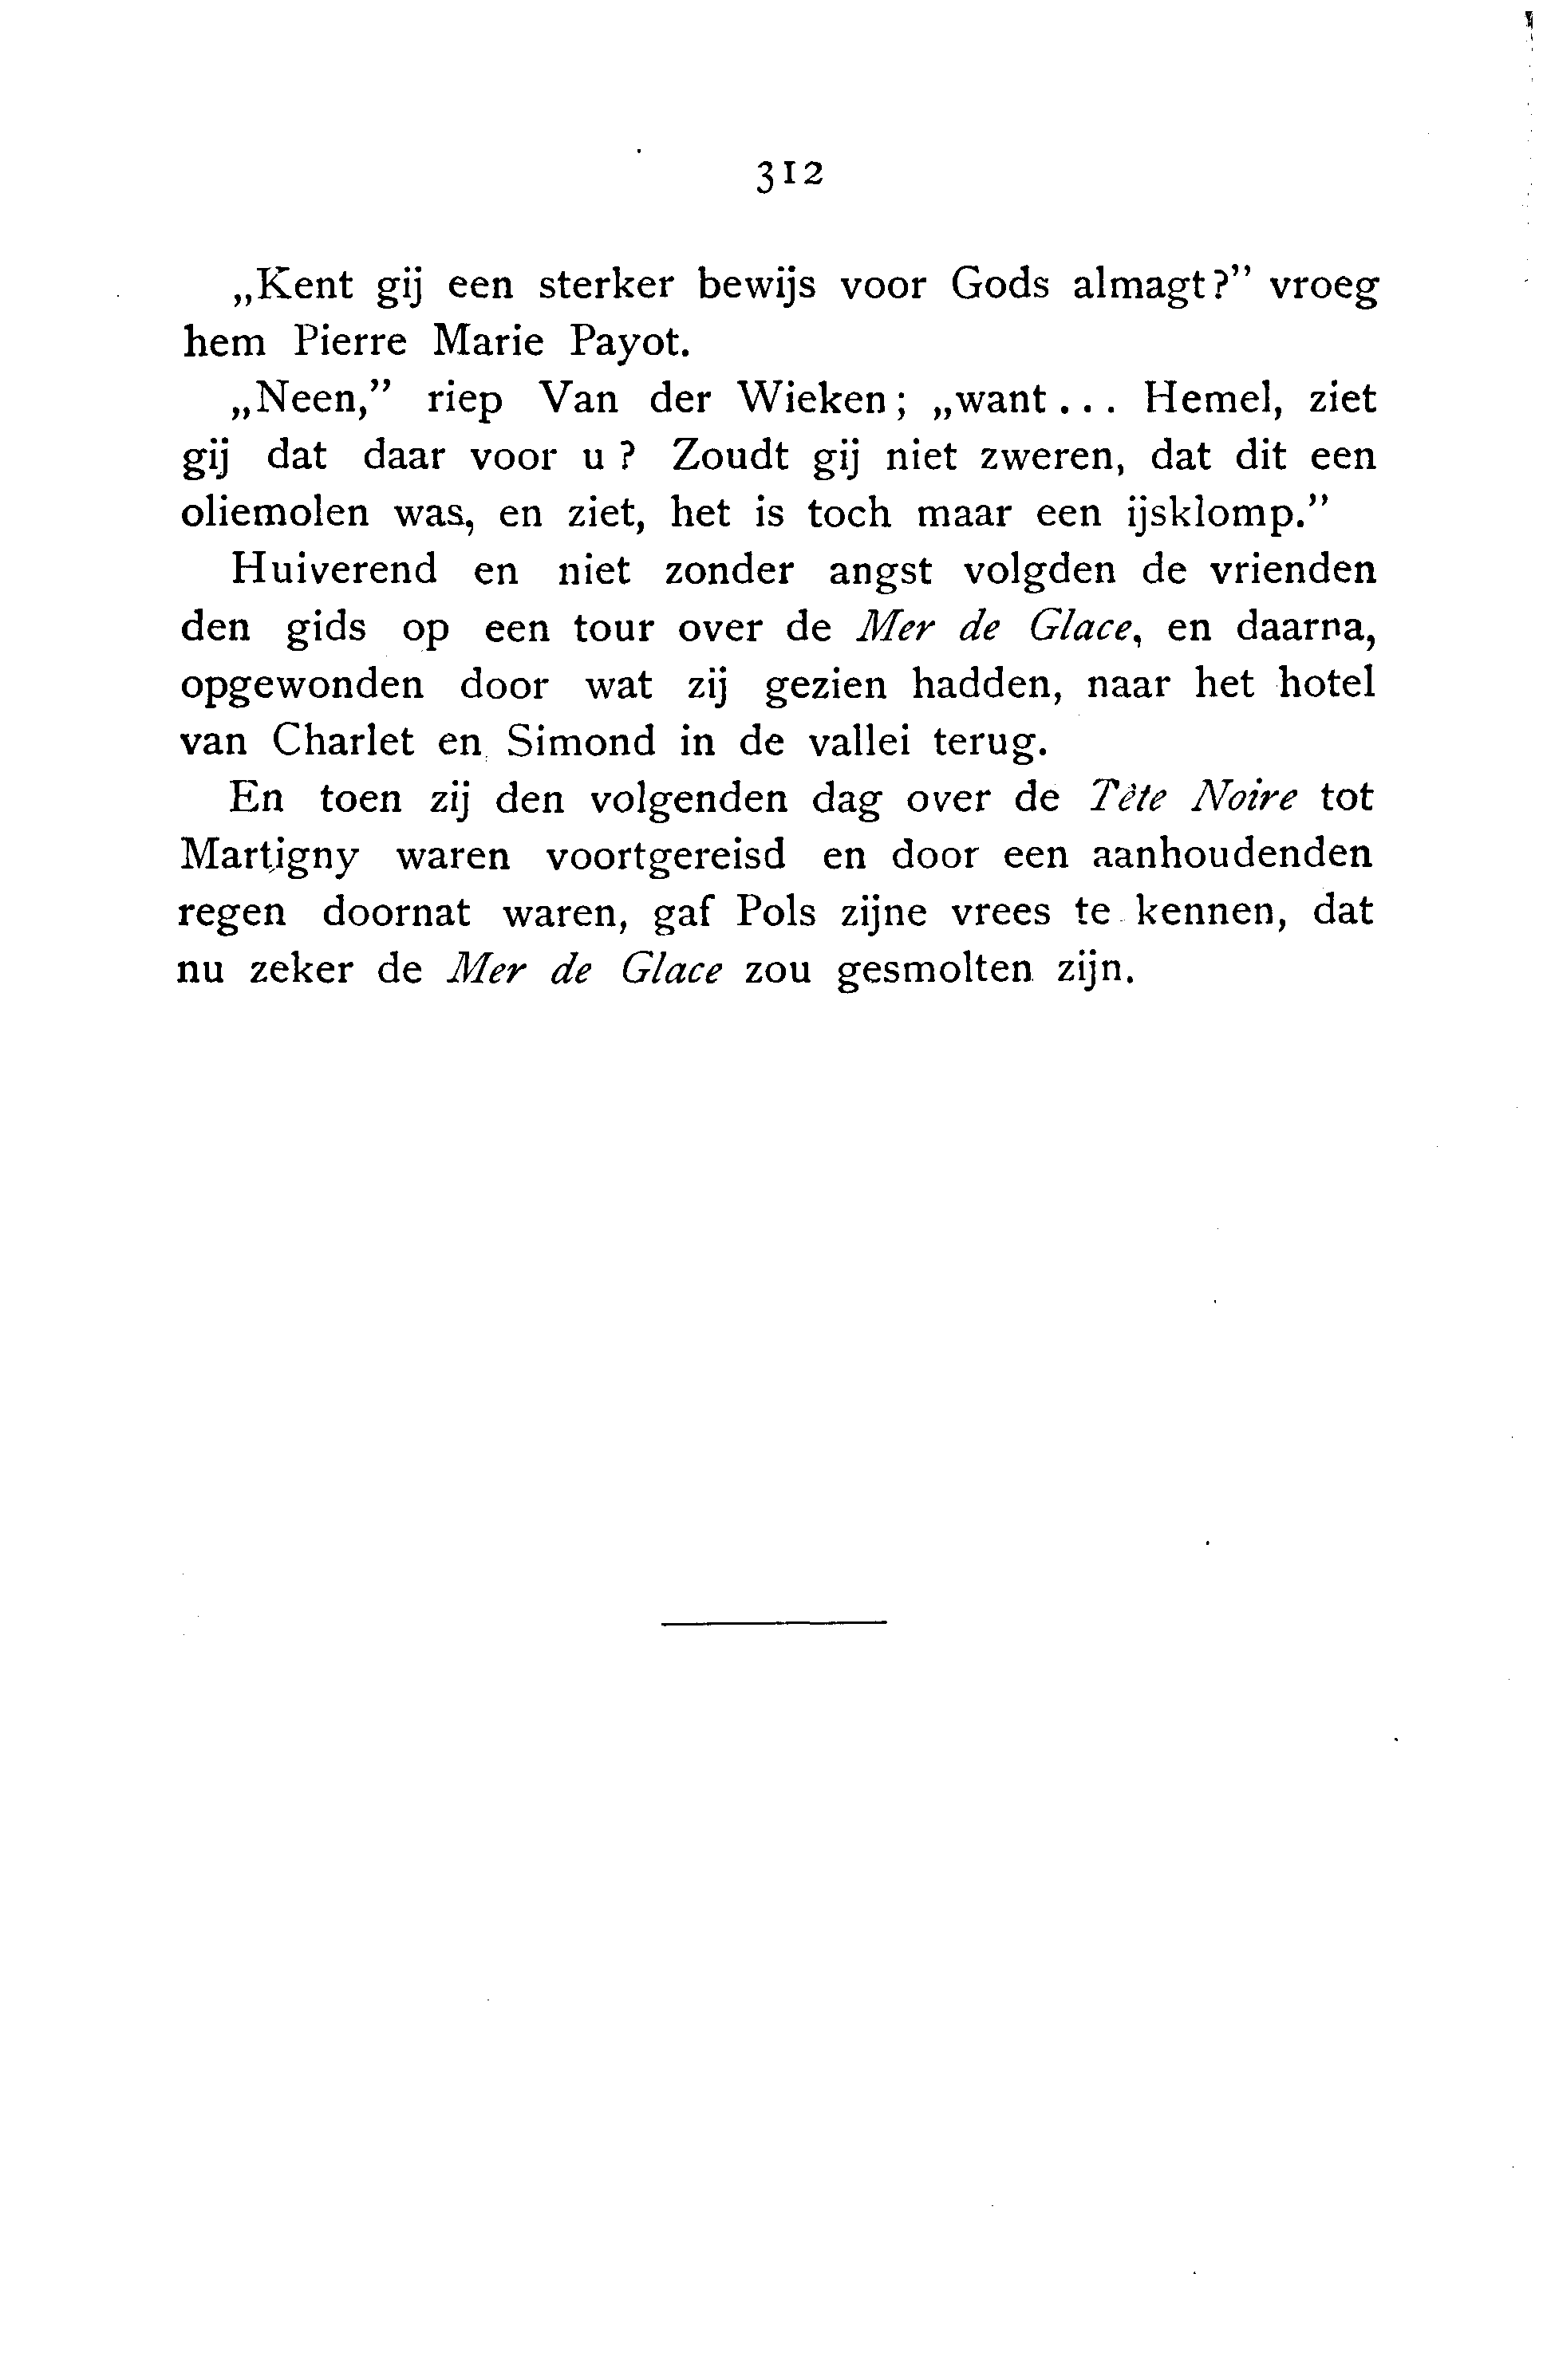 312
„Kent gij een sterker bewijs voor Gods almagt?” vroeg
hem Pierre Marie Payot.
„Neen,” riep Van der Wieken; „want... Hemel, ziet
gij dat daar voor u? Zoudt gij niet zweren, dat dit een
oliemolen was, en ziet, het is toch maar een ijsklomp.”
Huiverend en niet zonder angst volgden de vrienden
den gids op een tour over de Mer de Glace, en daarna,
opgewonden door wat zij gezien hadden, naar het hotel
van Charlet en Simond in de vallei terug.
En toen zij den volgenden dag over de Tête Noire tot
Martigny waren voortgereisd en door een aanhoudenden
regen doornat waren, gaf Pols zijne vrees te kennen, dat
nu zeker de Mer de Glace zou gesmolten zijn.